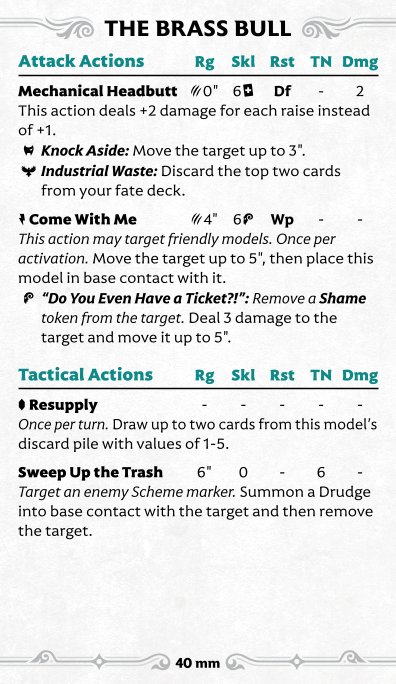 THE BRASS BULL
Attack Actions Rg Skl Rst TN Dmg
Mechanical Headbutt 0" 6 Df - 2
This action deals +2 damage for each raise instead
of +1.
Knock Aside: Move the target up to 3".
Industrial Waste: Discard the top two cards
from your fate deck.
Come With Me 4" 6 Wp - -
This action may target friendly models. Once per
activation. Move the target up to 5", then place this
model in base contact with it.
“Do You Even Have a Ticket?!”: Remove a Shame
token from the target. Deal 3 damage to the
target and move it up to 5".
Tactical Actions Rg Skl Rst TN Dmg
Resupply - - - - -
Once per turn. Draw up to two cards from this model’s
discard pile with values of 1-5.
Sweep Up the Trash 6" 0 - 6 -
Target an enemy Scheme marker. Summon a Drudge
into base contact with the target and then remove
the target.
40 mm